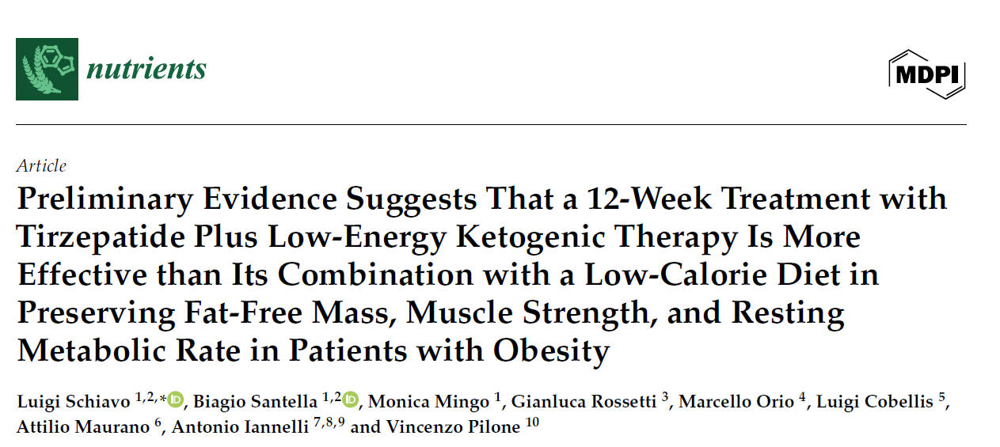 nutrients
MDPI
Article
Preliminary Evidence Suggests That a 12-Week Treatment with
Tirzepatide Plus Low-Energy Ketogenic Therapy Is More
Effective than Its Combination with a Low-Calorie Diet in
Preserving Fat-Free Mass, Muscle Strength, and Resting
Metabolic Rate in Patients with Obesity
Luigi Schiavo 1,2,* iD, Biagio Santella 1,2 iD, Monica Mingo 1, Gianluca Rossetti 3, Marcello Orio 4, Luigi Cobellis 5,
Attilio Maurano 6, Antonio Iannelli 7,8,9 and Vincenzo Pilone 10